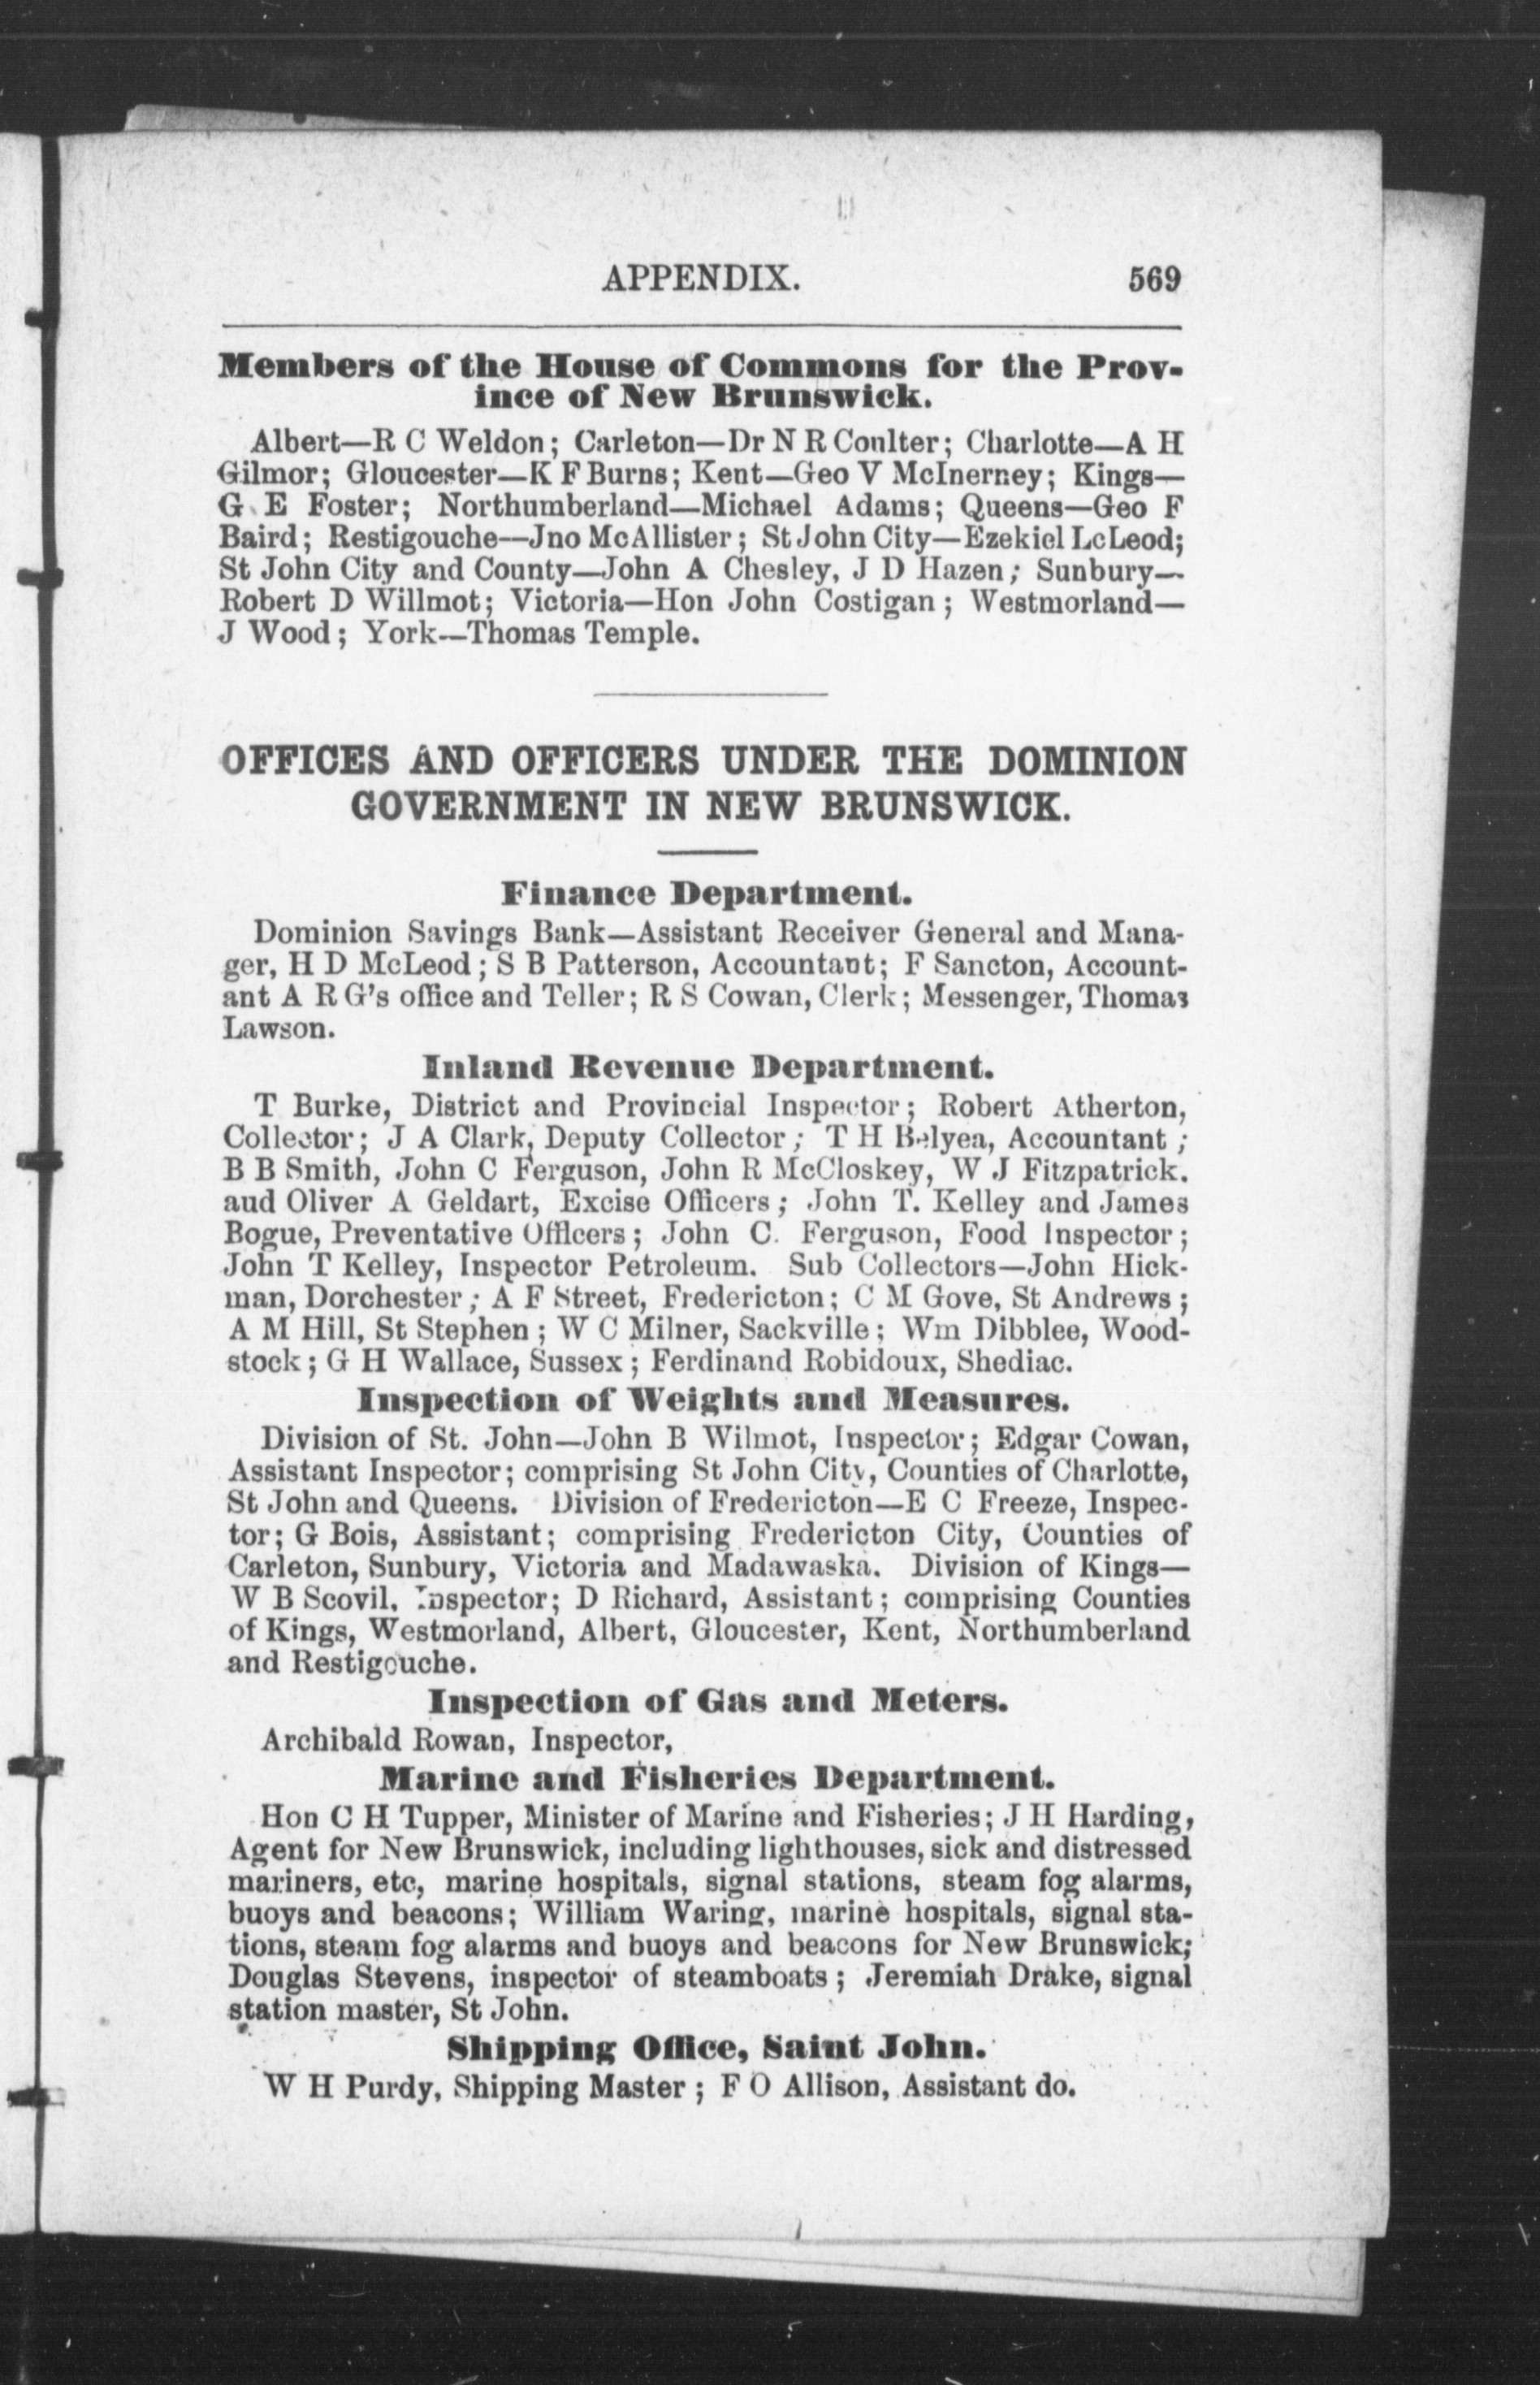 APPENDIX. 569
Members of the House of Commons for the Prov-
ince of New Brunswick.
Albert—R C Weldon; Carleton—Dr N R Coulter; Charlotte—A H
Gilmor; Gloucester—K F Burns; Kent—Geo V McInerney; Kings—
G E Foster; Northumberland—Michael Adams; Queens—Geo F
Baird; Restigouche—Jno McAllister; St John City—Ezekiel LcLeod;
St John City and County—John A Chesley, J D Hazen; Sunbury—
Robert D Willmot; Victoria—Hon John Costigan; Westmorland—
J Wood; York—Thomas Temple.
OFFICES AND OFFICERS UNDER THE DOMINION
GOVERNMENT IN NEW BRUNSWICK.
Finance Department.
Dominion Savings Bank—Assistant Receiver General and Mana-
ger, H D McLeod; S B Patterson, Accountant; F Sancton, Account-
ant A R G's office and Teller; R S Cowan, Clerk; Messenger, Thomas
Lawson.
Inland Revenue Department.
T Burke, District and Provincial Inspector; Robert Atherton,
Collector; J A Clark, Deputy Collector; T H Belyea, Accountant;
B B Smith, John C Ferguson, John R McCloskey, W J Fitzpatrick.
aud Oliver A Geldart, Excise Officers; John T. Kelley and James
Bogue, Preventative Officers; John C. Ferguson, Food Inspector;
John T Kelley, Inspector Petroleum. Sub Collectors—John Hick-
man, Dorchester; A F Street, Fredericton; C M Gove, St Andrews;
A M Hill, St Stephen; W C Milner, Sackville; Wm Dibblee, Wood-
stock; G H Wallace, Sussex; Ferdinand Robidoux, Shediac.
Inspection of Weights and Measures.
Division of St. John—John B Wilmot, Inspector; Edgar Cowan,
Assistant Inspector; comprising St John City, Counties of Charlotte,
St John and Queens. Division of Fredericton—E C Freeze, Inspec-
tor; G Bois, Assistant; comprising Fredericton City, Counties of
Carleton, Sunbury, Victoria and Madawaska. Division of Kings—
W B Scovil, Inspector; D Richard, Assistant; comprising Counties
of Kings, Westmorland, Albert, Gloucester, Kent, Northumberland
and Restigouche.
Inspection of Gas and Meters.
Archibald Rowan, Inspector,
Marine and Fisheries Department.
Hon C H Tupper, Minister of Marine and Fisheries; J H Harding,
Agent for New Brunswick, including lighthouses, sick and distressed
mariners, etc, marine hospitals, signal stations, steam fog alarms,
buoys and beacons; William Waring, marine hospitals, signal sta-
tions, steam fog alarms and buoys and beacons for New Brunswick;
Douglas Stevens, inspector of steamboats; Jeremiah Drake, signal
station master, St John.
Shipping Office, Saint John.
W H Purdy, Shipping Master; F O Allison, Assistant do.